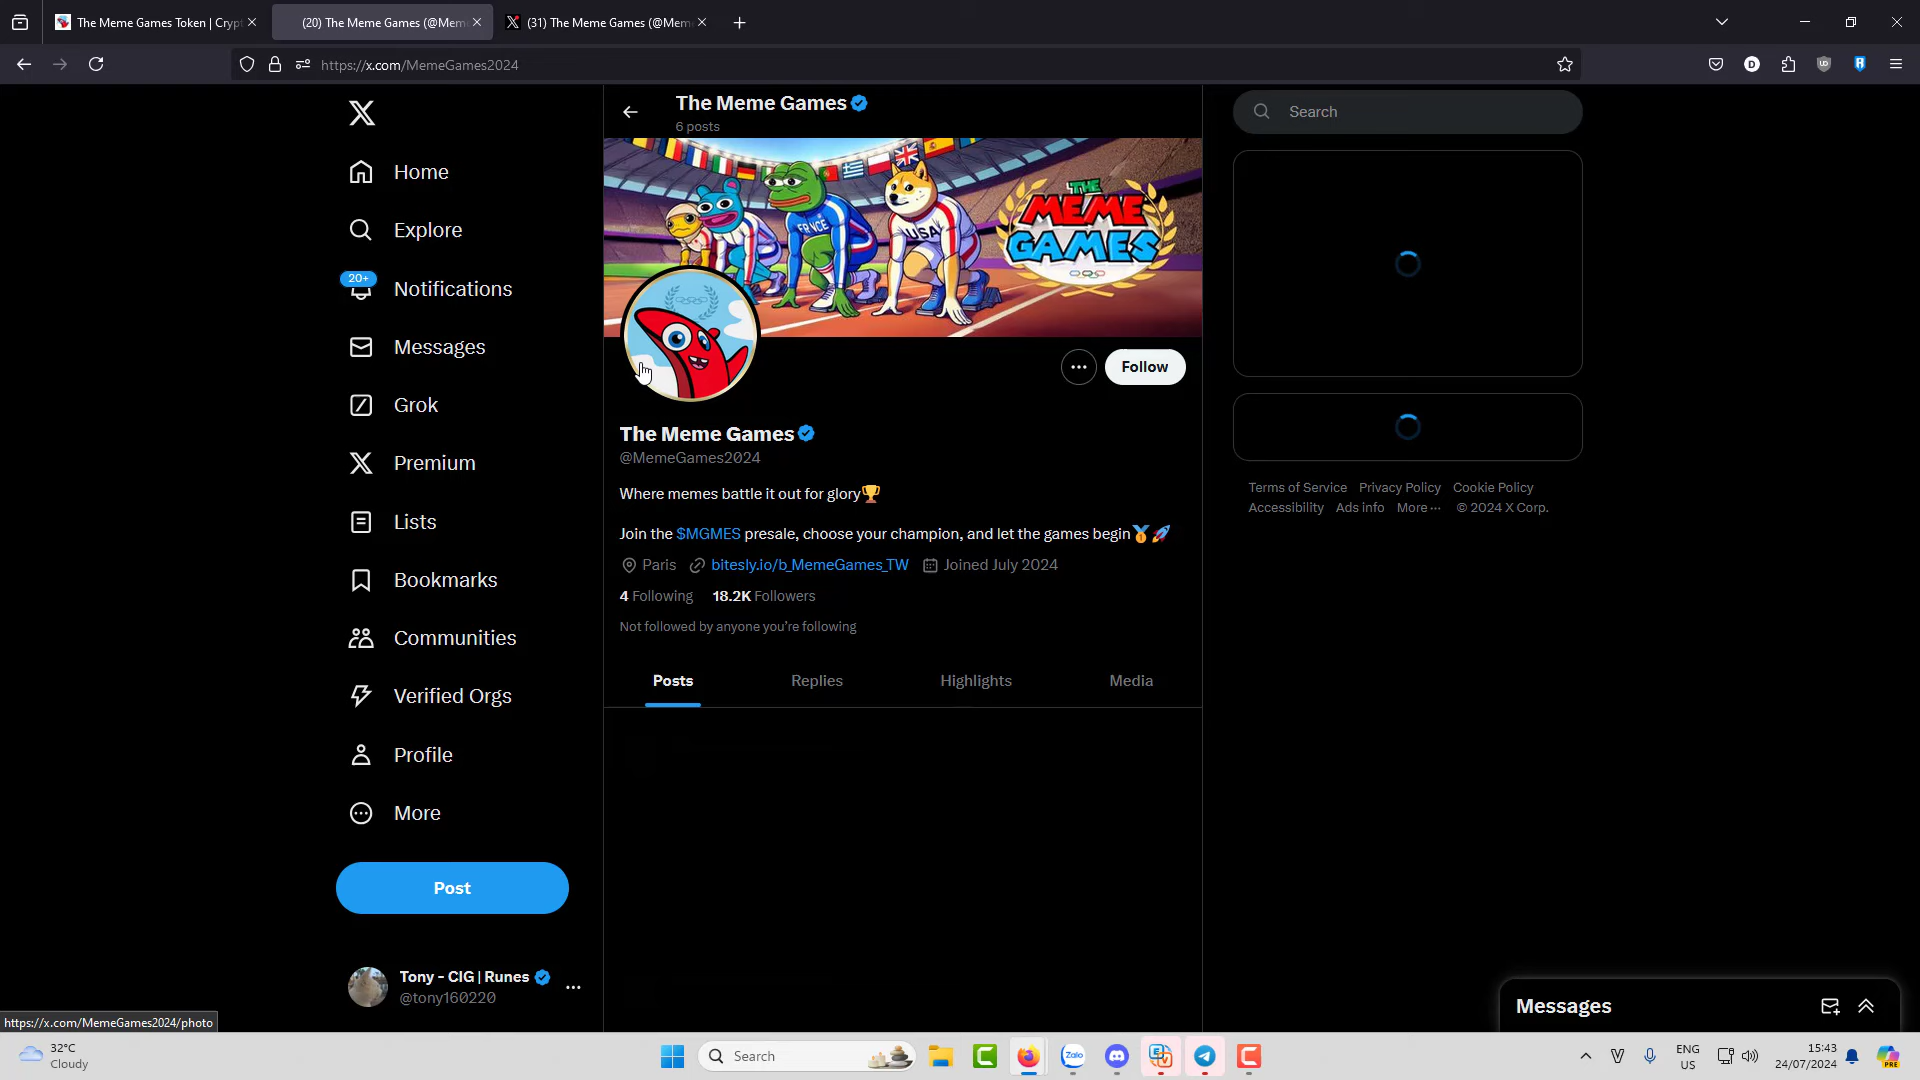 The Meme Games Token | Crypt
(20) The Meme Games (@Mem
(31) The Meme Games (@Mem
https://x.com/MemeGames2024
Home
Explore
20+
Notifications
Messages
Grok
Premium
Lists
Bookmarks
Communities
Verified Orgs
Profile
More
Post
Tony - CIG | Runes
@tony160220
The Meme Games
6 posts
FRANCE
USA
THE
MEME
GAMES
Follow
The Meme Games
@MemeGames2024
Where memes battle it out for glory🏆
Join the $MGMES presale, choose your champion, and let the games begin🥇🚀
Paris bitesly.io/b_MemeGames_TW Joined July 2024
4 Following 18.2K Followers
Not followed by anyone you're following
Posts Replies Highlights Media
Search
Terms of Service Privacy Policy Cookie Policy
Accessibility Ads info More ··· © 2024 X Corp.
Messages
https://x.com/MemeGames2024/photo
32°C
Cloudy
Search
Zalo
ENG
US
15:43
24/07/2024
PRE